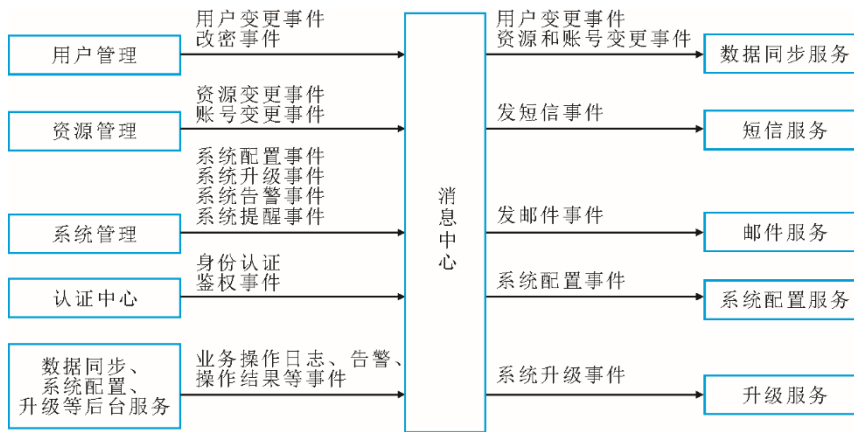 用户变更事件
改密事件
用户管理
资源变更事件
账号变更事件
资源管理
系统配置事件
系统升级事件
系统告警事件
系统提醒事件
系统管理
身份认证
鉴权事件
认证中心
业务操作日志、告警、
操作结果等事件
数据同步、
系统配置、
升级等后台服务
消息中心
用户变更事件
资源和账号变更事件
数据同步服务
发短信事件
短信服务
发邮件事件
邮件服务
系统配置事件
系统配置服务
系统升级事件
升级服务